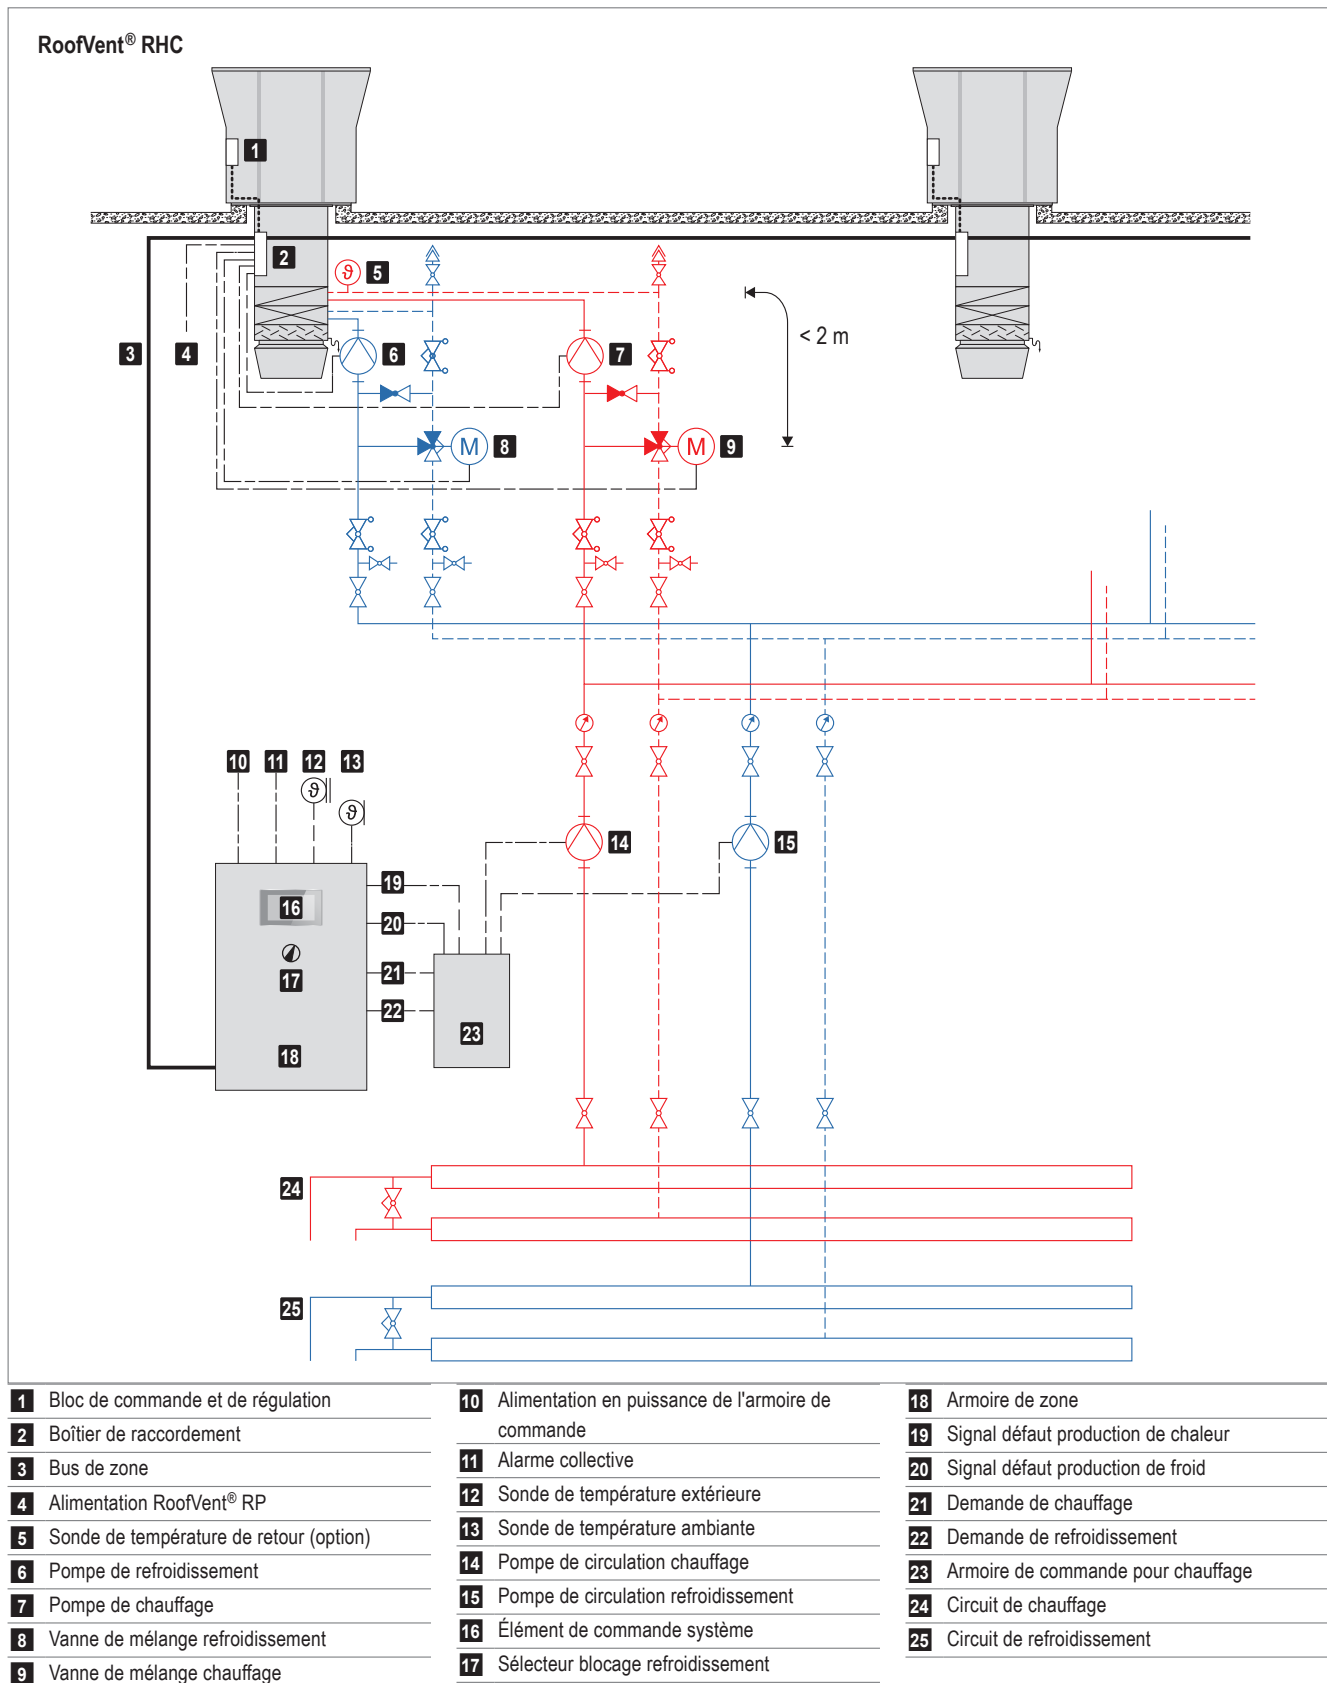 RoofVent® RHC
1
2
5
< 2 m
3
4
6
7
8
M
9
M
10
11
12
13
14
15
16
17
18
19
20
21
22
23
24
25
1 Bloc de commande et de régulation
2 Boîtier de raccordement
3 Bus de zone
4 Alimentation RoofVent® RP
5 Sonde de température de retour (option)
6 Pompe de refroidissement
7 Pompe de chauffage
8 Vanne de mélange refroidissement
9 Vanne de mélange chauffage
10 Alimentation en puissance de l'armoire de
commande
11 Alarme collective
12 Sonde de température extérieure
13 Sonde de température ambiante
14 Pompe de circulation chauffage
15 Pompe de circulation refroidissement
16 Élément de commande système
17 Sélecteur blocage refroidissement
18 Armoire de zone
19 Signal défaut production de chaleur
20 Signal défaut production de froid
21 Demande de chauffage
22 Demande de refroidissement
23 Armoire de commande pour chauffage
24 Circuit de chauffage
25 Circuit de refroidissement